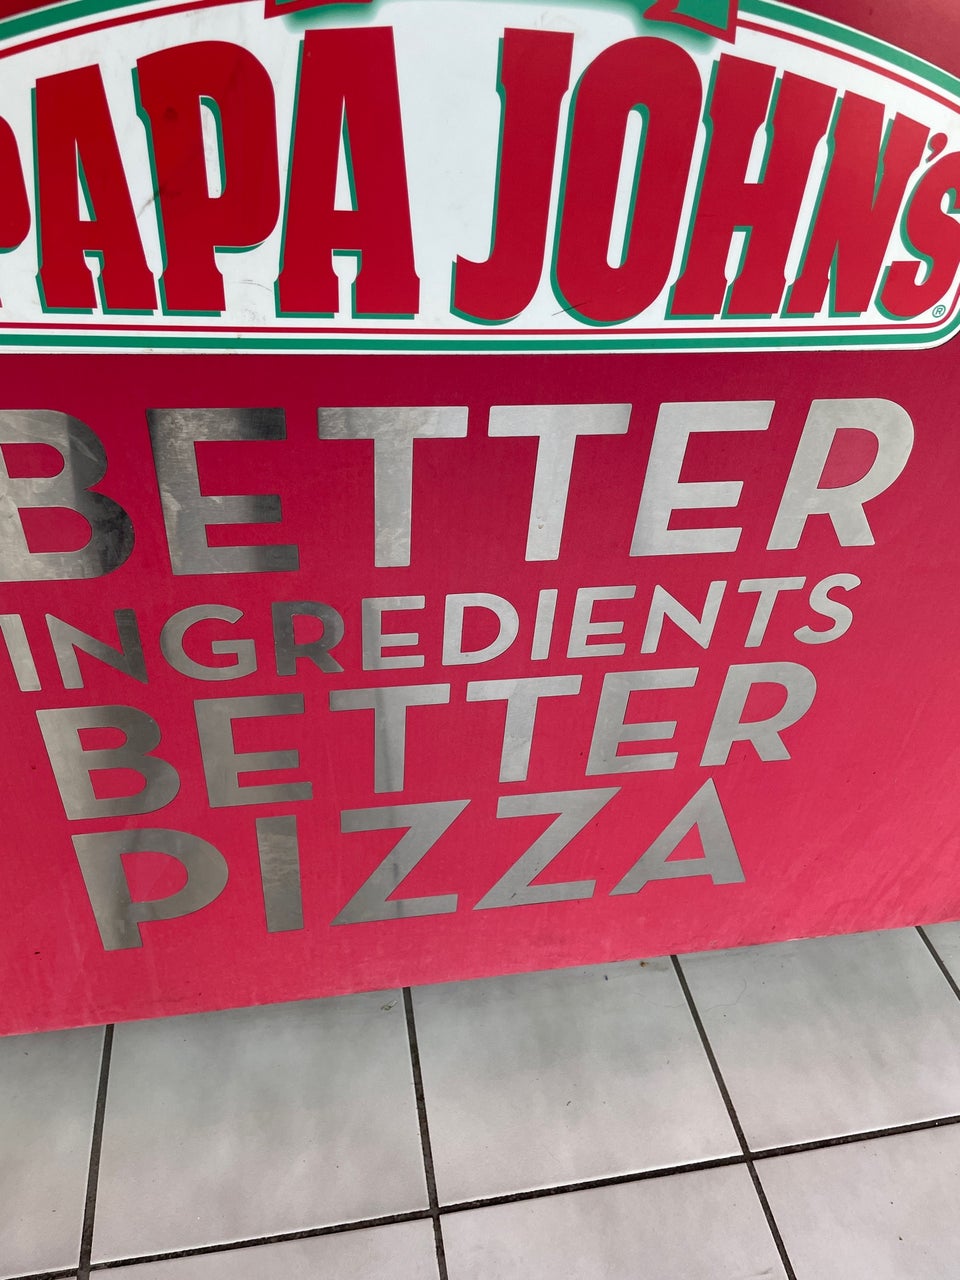 PAPA JOHN'S®
BETTER
INGREDIENTS
BETTER
PIZZA